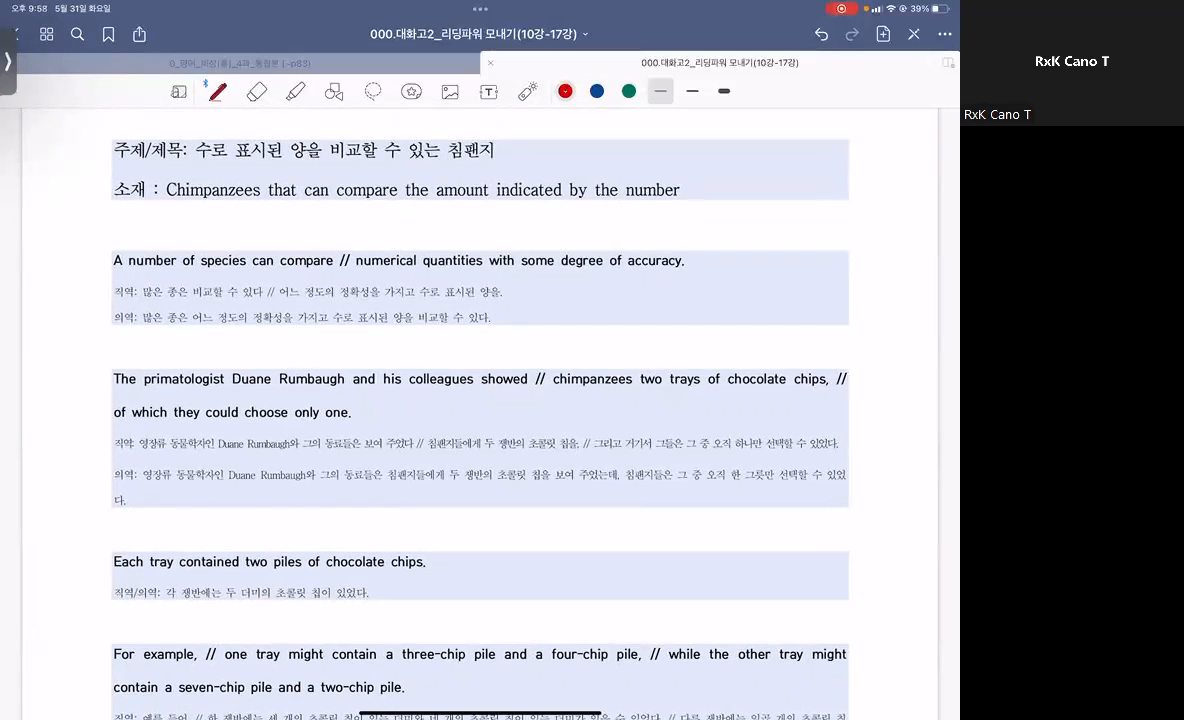 오후 9:58 5월 31일 화요일
39%
000.대화고2_리딩파워 모내기(10강-17강)
000.대화고2_리딩파워 모내기(10강-17강)
RxK Cano T
RxK Cano T
주제/제목: 수로 표시된 양을 비교할 수 있는 침팬지
소재 : Chimpanzees that can compare the amount indicated by the number
A number of species can compare // numerical quantities with some degree of accuracy.
직역: 많은 종은 비교할 수 있다 // 어느 정도의 정확성을 가지고 수로 표시된 양을.
의역: 많은 종은 어느 정도의 정확성을 가지고 수로 표시된 양을 비교할 수 있다.
The primatologist Duane Rumbaugh and his colleagues showed // chimpanzees two trays of chocolate chips, //
of which they could choose only one.
직역: 영장류 동물학자인 Duane Rumbaugh와 그의 동료들은 보여 주었다 // 침팬지들에게 두 쟁반의 초콜릿 칩을, // 그리고 거기서 그들은 그 중 오직 하나만 선택할 수 있었다.
의역: 영장류 동물학자인 Duane Rumbaugh와 그의 동료들은 침팬지들에게 두 쟁반의 초콜릿 칩을 보여 주었는데, 침팬지들은 그 중 오직 한 그릇만 선택할 수 있었
다.
Each tray contained two piles of chocolate chips.
직역/의역: 각 쟁반에는 두 더미의 초콜릿 칩이 있었다.
For example, // one tray might contain a three-chip pile and a four-chip pile, // while the other tray might
contain a seven-chip pile and a two-chip pile.